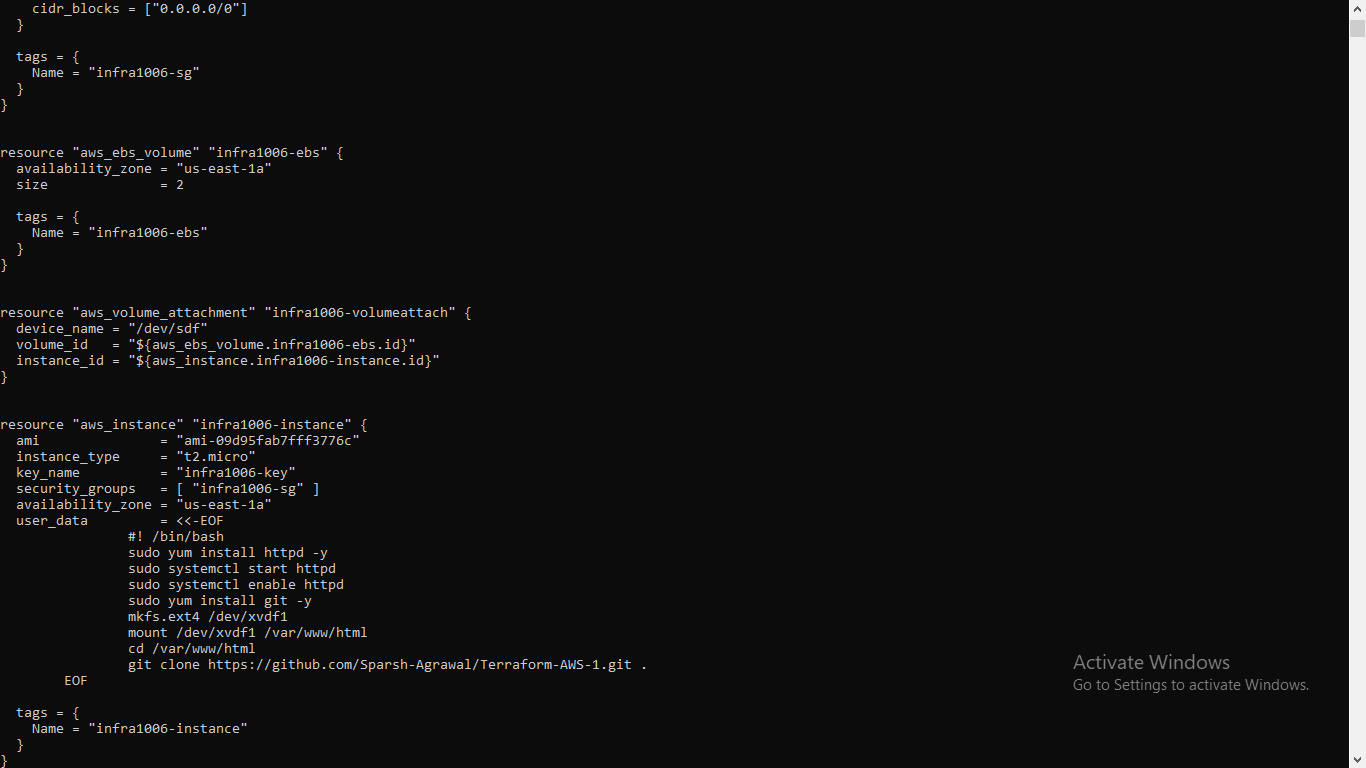 cidr_blocks = ["0.0.0.0/0"]
  }

  tags = {
    Name = "infra1006-sg"
  }
}

resource "aws_ebs_volume" "infra1006-ebs" {
  availability_zone = "us-east-1a"
  size              = 2

  tags = {
    Name = "infra1006-ebs"
  }
}

resource "aws_volume_attachment" "infra1006-volumeattach" {
  device_name = "/dev/sdf"
  volume_id   = "${aws_ebs_volume.infra1006-ebs.id}"
  instance_id = "${aws_instance.infra1006-instance.id}"
}

resource "aws_instance" "infra1006-instance" {
  ami               = "ami-09d95fab7fff3776c"
  instance_type     = "t2.micro"
  key_name          = "infra1006-key"
  security_groups   = [ "infra1006-sg" ]
  availability_zone = "us-east-1a"
  user_data         = <<-EOF
                #! /bin/bash
                sudo yum install httpd -y
                sudo systemctl start httpd
                sudo systemctl enable httpd
                sudo yum install git -y
                mkfs.ext4 /dev/xvdf1
                mount /dev/xvdf1 /var/www/html
                cd /var/www/html
                git clone https://github.com/Sparsh-Agrawal/Terraform-AWS-1.git .
        EOF

  tags = {
    Name = "infra1006-instance"
  }
}
Activate Windows
Go to Settings to activate Windows.